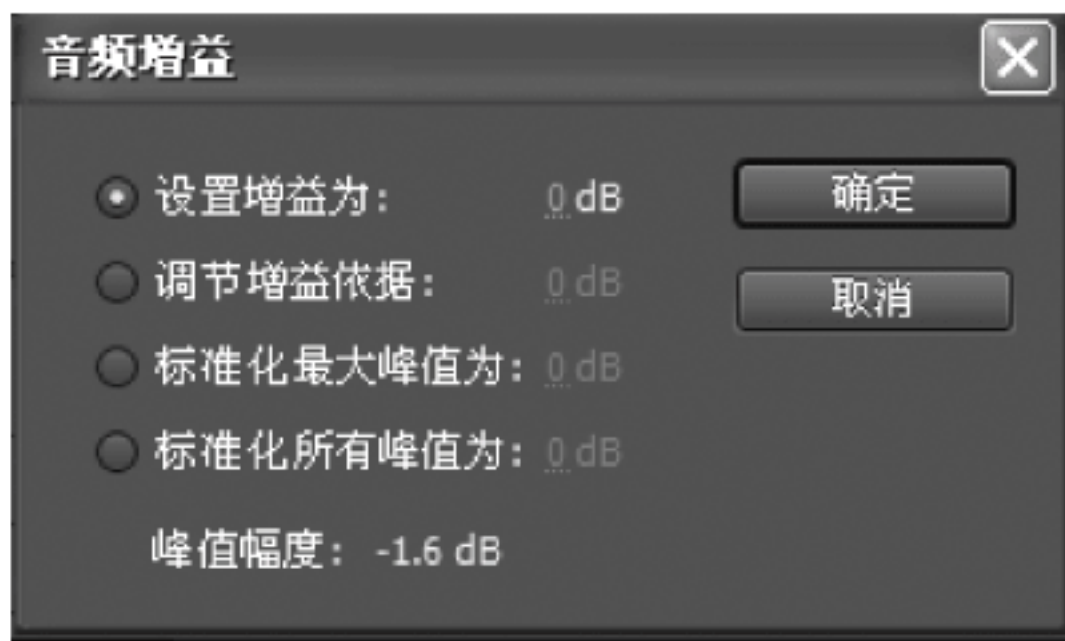 音频增益
设置增益为: 0 dB 确定
调节增益依据: 0 dB 取消
标准化最大峰值为: 0 dB
标准化所有峰值为: 0 dB
峰值幅度: -1.6 dB